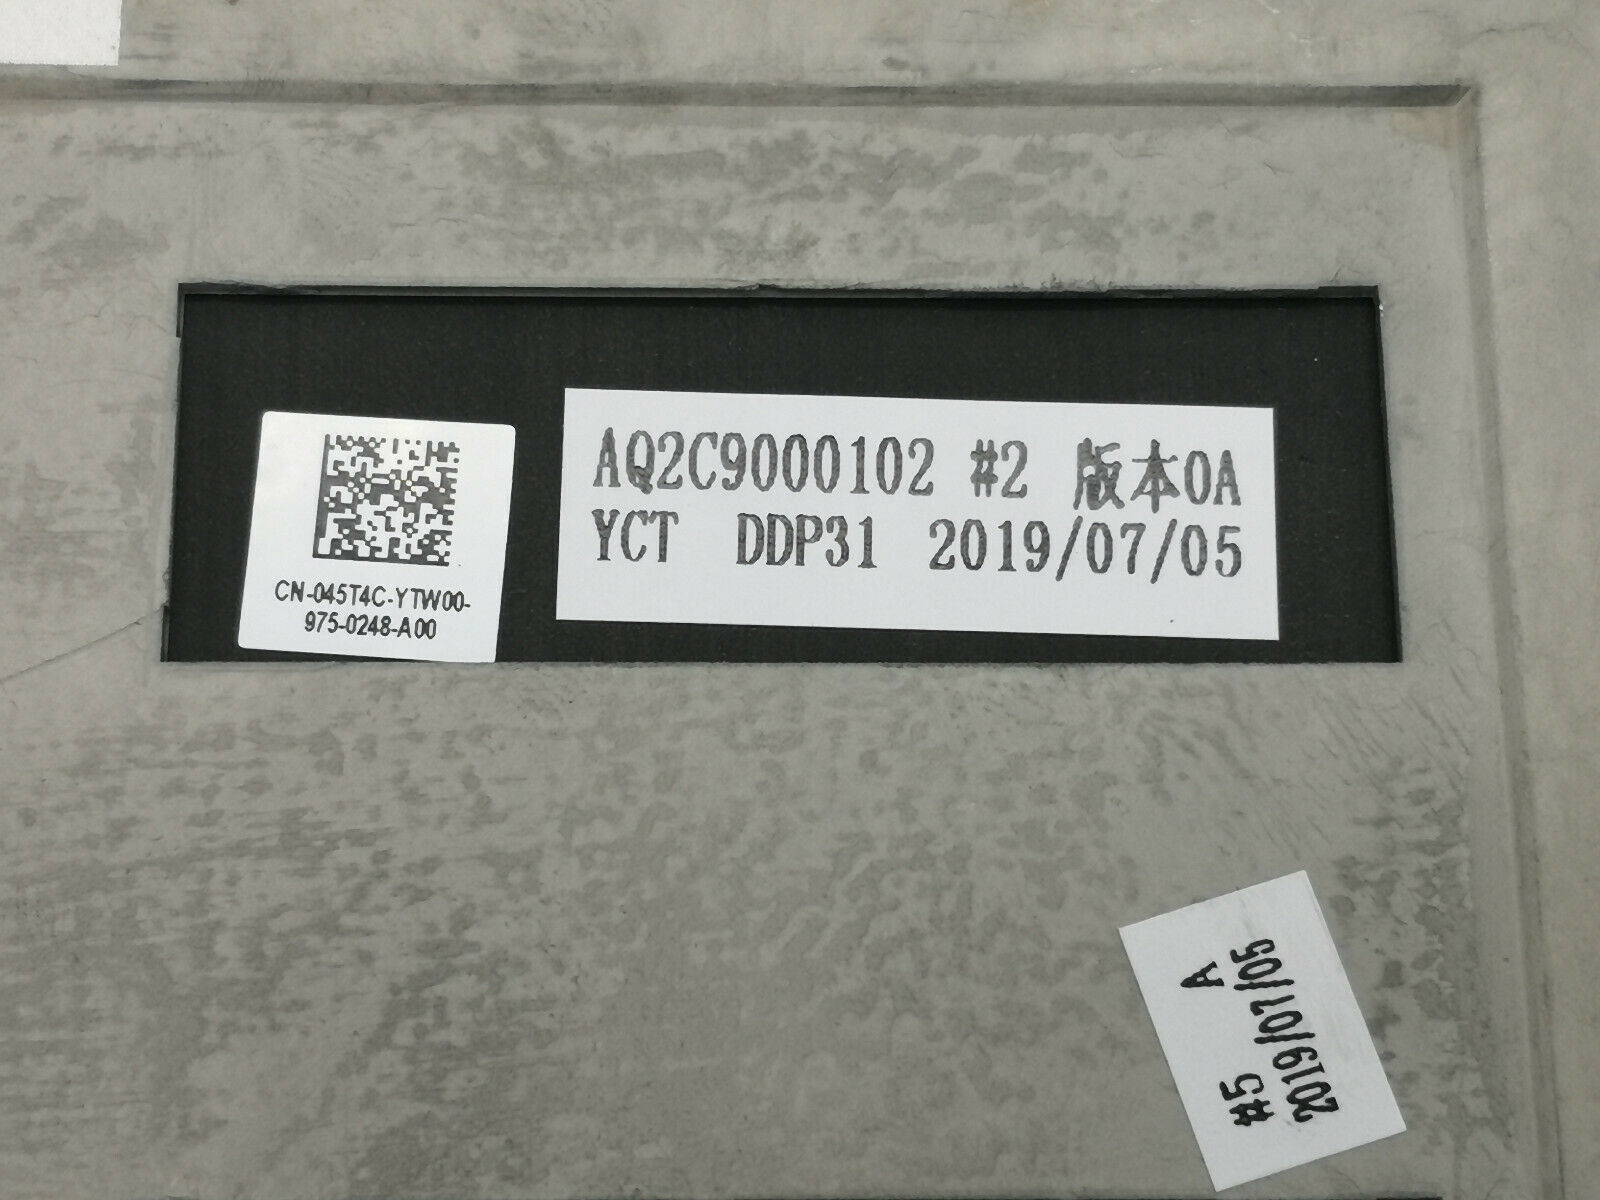 AQ2C9000102 #2 版本0A
YCT DDP31 2019/07/05
CN-045T4C-YTW00-
975-0248-A00
#5 A
2019/07/05